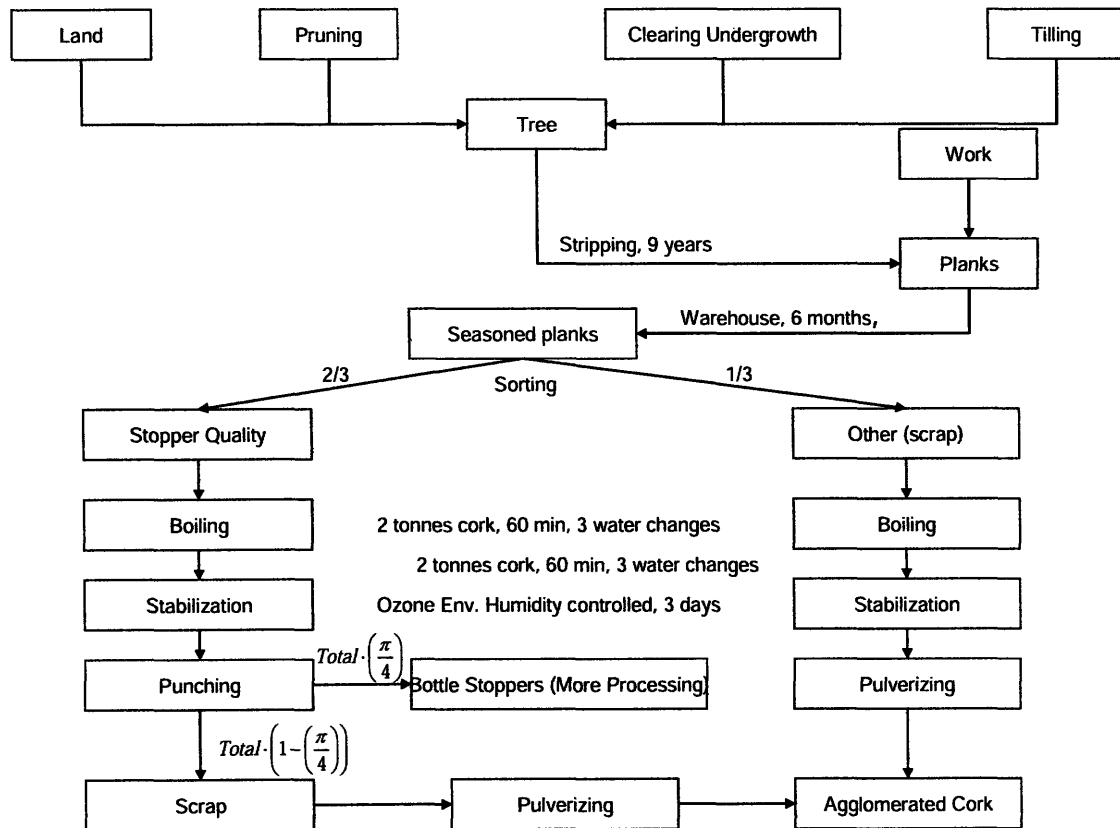 Land
Pruning
Clearing Undergrowth
Tilling
Tree
Work
Stripping, 9 years
Planks
Warehouse, 6 months,
Seasoned planks
2/3
Sorting
1/3
Stopper Quality
Other (scrap)
Boiling
2 tonnes cork, 60 min, 3 water changes
Boiling
2 tonnes cork, 60 min, 3 water changes
Stabilization
Ozone Env. Humidity controlled, 3 days
Stabilization
Total·(π/4)
Punching
Bottle Stoppers (More Processing)
Pulverizing
Total·(1−(π/4))
Scrap
Pulverizing
Agglomerated Cork